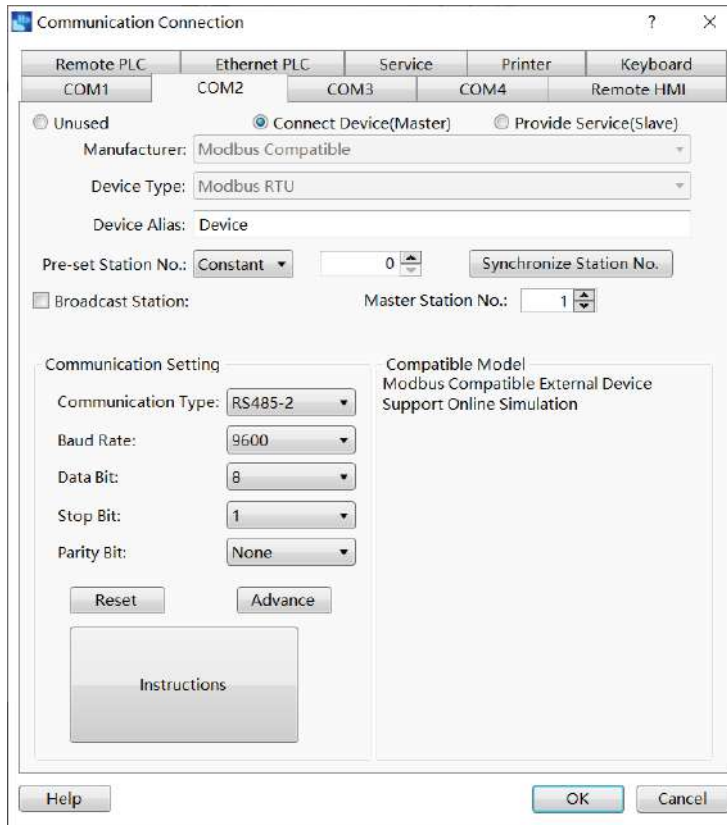 Communication Connection ? ×
Remote PLC Ethernet PLC Service Printer Keyboard
COM1 COM2 COM3 COM4 Remote HMI
Unused Connect Device(Master) Provide Service(Slave)
Manufacturer: Modbus Compatible
Device Type: Modbus RTU
Device Alias: Device
Pre-set Station No.: Constant 0 Synchronize Station No.
Broadcast Station: Master Station No.: 1
Communication Setting
Communication Type: RS485-2
Baud Rate: 9600
Data Bit: 8
Stop Bit: 1
Parity Bit: None
Reset Advance
Instructions
Compatible Model
Modbus Compatible External Device
Support Online Simulation
Help OK Cancel